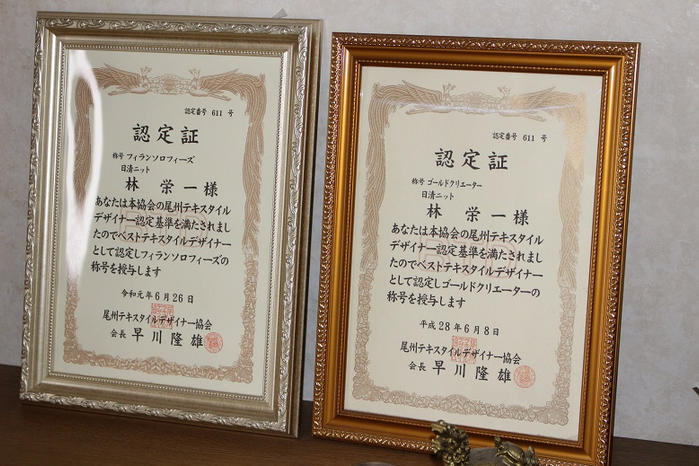 認定番号 611 号
認定証
称号 フィランソロフィーズ
日清ニット
林 栄一様
あなたは本協会の尾州テキスタイル
デザイナー認定基準を満たされまし
たのでベストテキスタイルデザイナー
として認定しフィランソロフィーズの
称号を授与します
令和元年6月26日
尾州テキスタイルデザイナー協会
会長 早川隆雄
認定番号 611 号
認定証
称号 ゴールドクリエーター
日清ニット
林 栄一様
あなたは本協会の尾州テキスタイル
デザイナー認定基準を満たされまし
たのでベストテキスタイルデザイナー
として認定しゴールドクリエーターの
称号を授与します
平成28年6月8日
尾州テキスタイルデザイナー協会
会長 早川隆雄